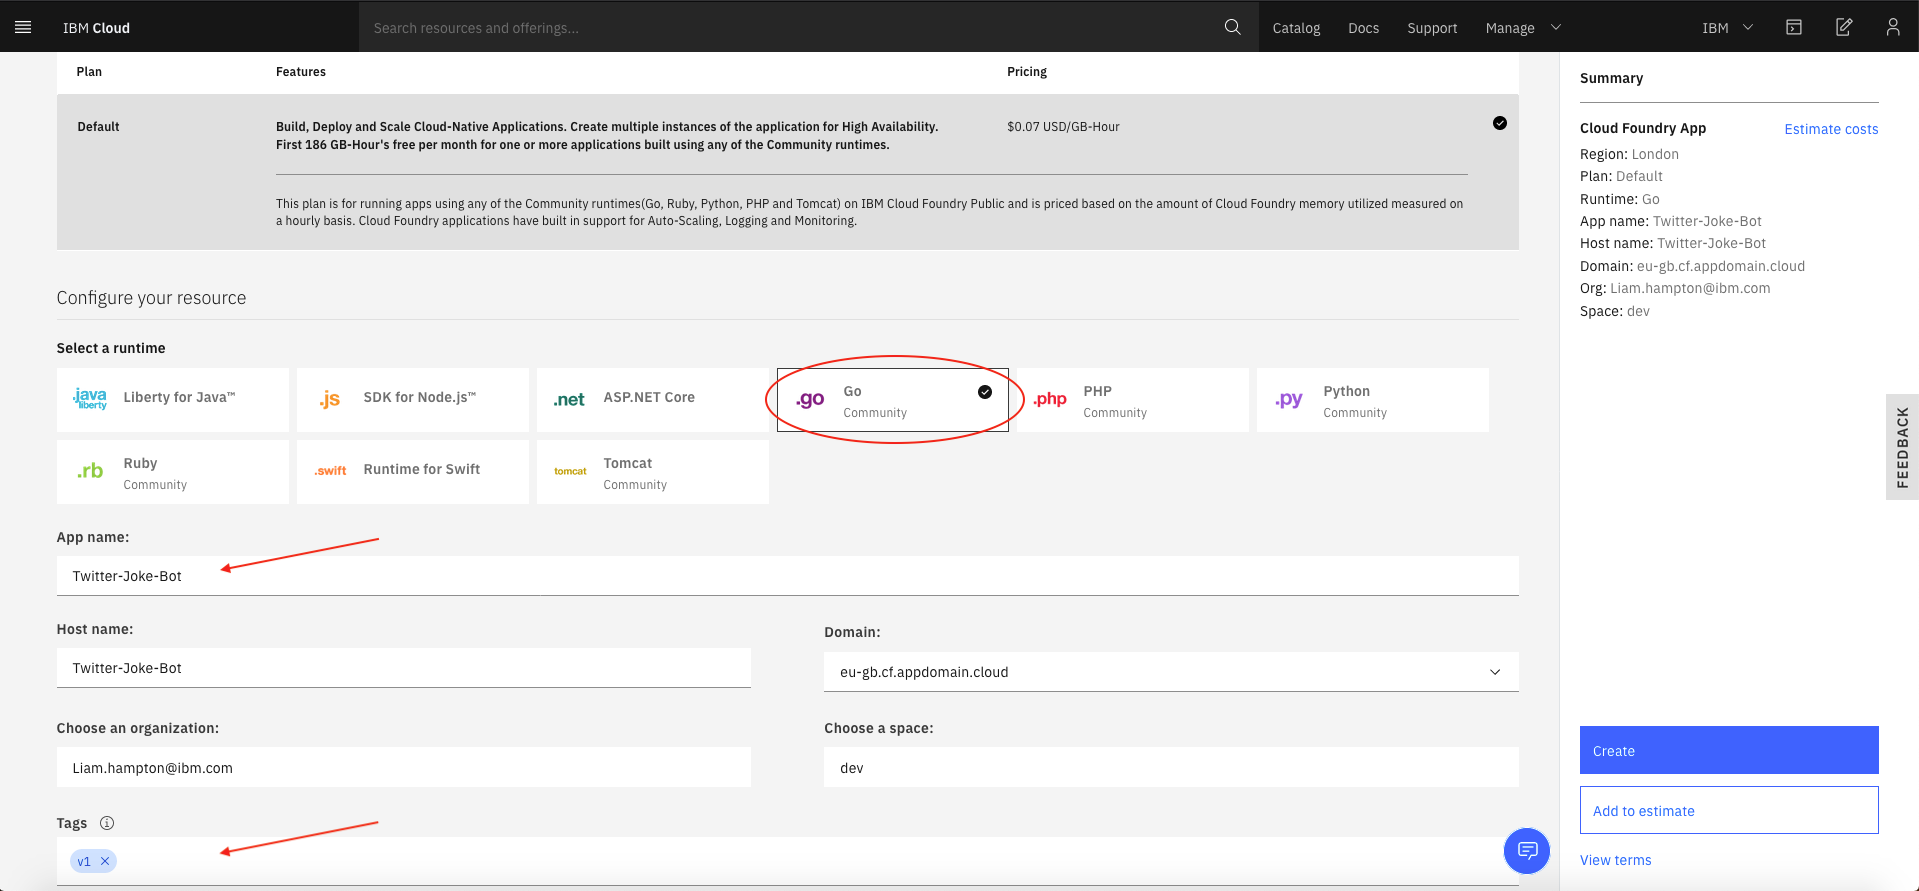 IBM Cloud
Search resources and offerings...
Catalog Docs Support Manage
IBM
Plan Features Pricing
Default
Build, Deploy and Scale Cloud-Native Applications. Create multiple instances of the application for High Availability.
First 186 GB-Hour's free per month for one or more applications built using any of the Community runtimes.
$0.07 USD/GB-Hour
This plan is for running apps using any of the Community runtimes(Go, Ruby, Python, PHP and Tomcat) on IBM Cloud Foundry Public and is priced based on the amount of Cloud Foundry memory utilized measured on
a hourly basis. Cloud Foundry applications have built in support for Auto-Scaling, Logging and Monitoring.
Configure your resource
Select a runtime
java
liberty
Liberty for Java™
.js
SDK for Node.js™
.net
ASP.NET Core
.go
Go
Community
.php
PHP
Community
.py
Python
Community
.rb
Ruby
Community
.swift
Runtime for Swift
tomcat
Tomcat
Community
App name:
Twitter-Joke-Bot
Host name:
Twitter-Joke-Bot
Domain:
eu-gb.cf.appdomain.cloud
Choose an organization:
Liam.hampton@ibm.com
Choose a space:
dev
Tags
v1
Summary
Cloud Foundry App
Estimate costs
Region: London
Plan: Default
Runtime: Go
App name: Twitter-Joke-Bot
Host name: Twitter-Joke-Bot
Domain: eu-gb.cf.appdomain.cloud
Org: Liam.hampton@ibm.com
Space: dev
FEEDBACK
Create
Add to estimate
View terms